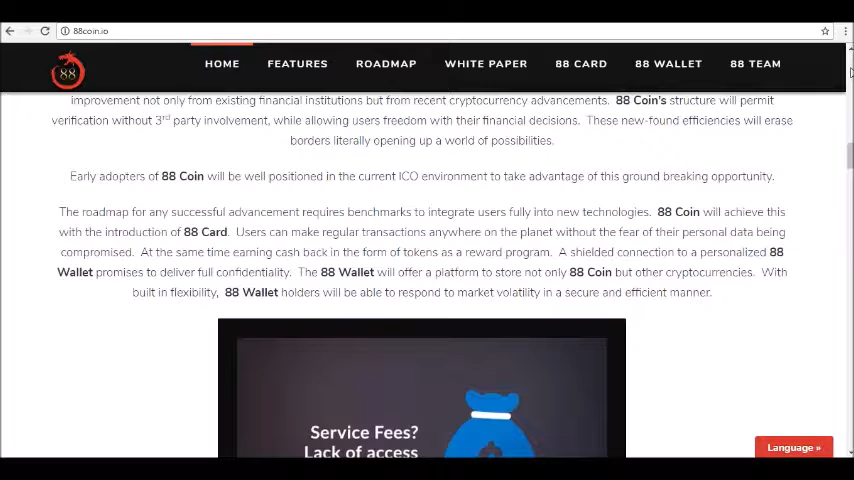 88coin.io
88
HOME FEATURES ROADMAP WHITE PAPER 88 CARD 88 WALLET 88 TEAM
improvement not only from existing financial institutions but from recent cryptocurrency advancements. 88 Coin's structure will permit
verification without 3rd party involvement, while allowing users freedom with their financial decisions. These new-found efficiencies will erase
borders literally opening up a world of possibilities.
Early adopters of 88 Coin will be well positioned in the current ICO environment to take advantage of this ground breaking opportunity.
The roadmap for any successful advancement requires benchmarks to integrate users fully into new technologies. 88 Coin will achieve this
with the introduction of 88 Card. Users can make regular transactions anywhere on the planet without the fear of their personal data being
compromised. At the same time earning cash back in the form of tokens as a reward program. A shielded connection to a personalized 88
Wallet promises to deliver full confidentiality. The 88 Wallet will offer a platform to store not only 88 Coin but other cryptocurrencies. With
built in flexibility, 88 Wallet holders will be able to respond to market volatility in a secure and efficient manner.
Service Fees?
Lack of access
Language »